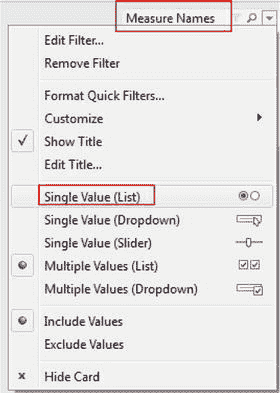 Measure Names
Edit Filter...
Remove Filter
Format Quick Filters...
Customize
Show Title
Edit Title...
Single Value (List)
Single Value (Dropdown)
Single Value (Slider)
Multiple Values (List)
Multiple Values (Dropdown)
Include Values
Exclude Values
Hide Card